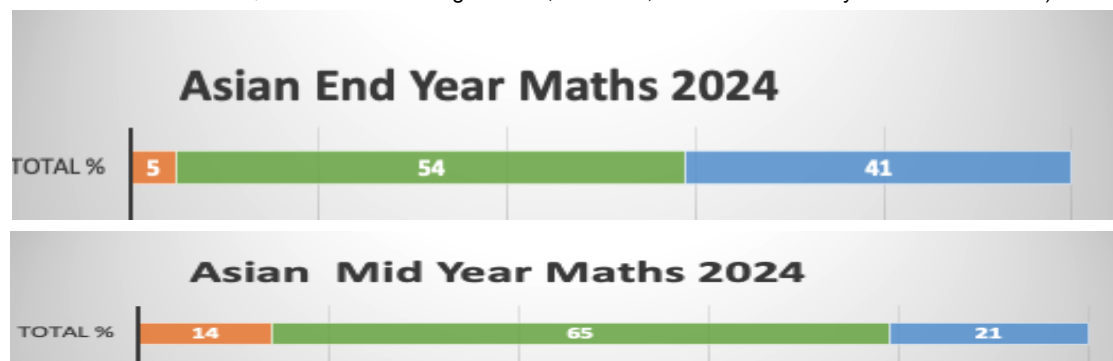 Asian End Year Maths 2024
TOTAL % 5 54 41
Asian Mid Year Maths 2024
TOTAL % 14 65 21